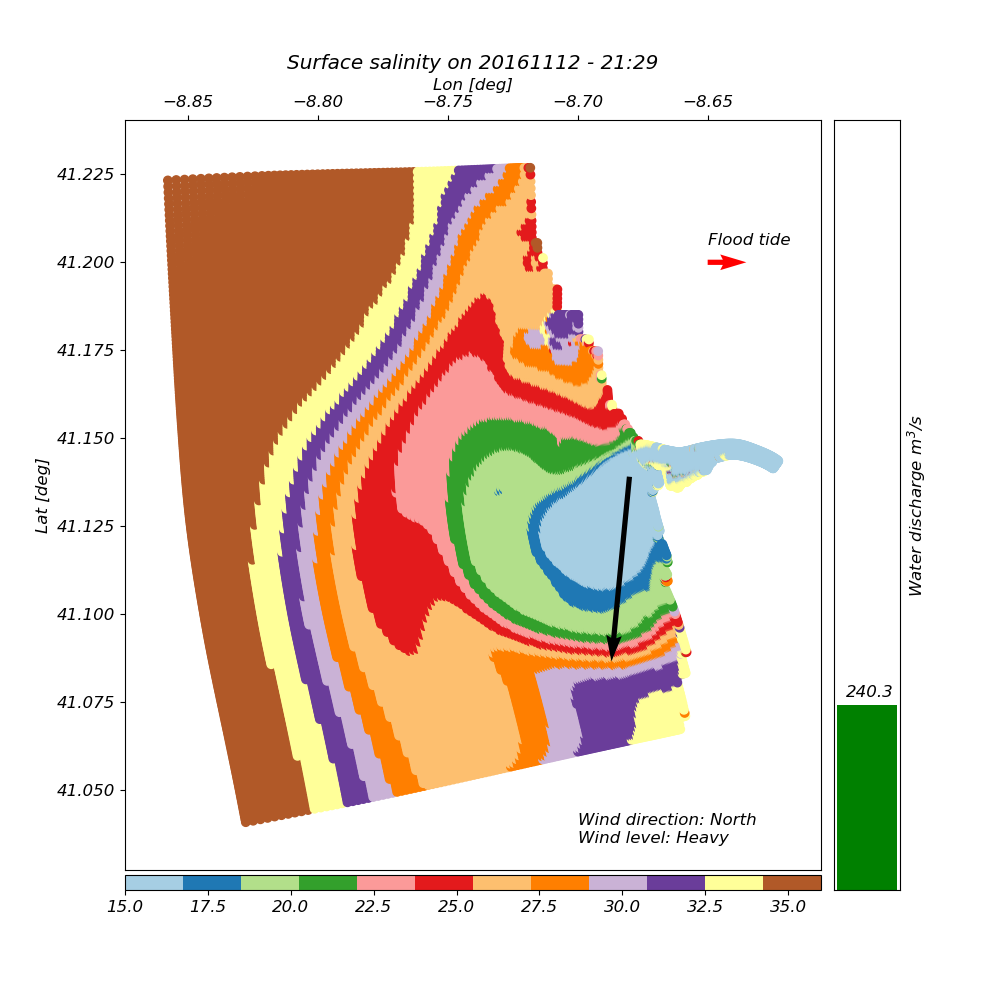 Surface salinity on 20161112 - 21:29
Lon [deg]
−8.85 −8.80 −8.75 −8.70 −8.65
41.225
41.200
41.175
41.150
41.125
41.100
41.075
41.050
Lat [deg]
Flood tide
Wind direction: North
Wind level: Heavy
240.3
Water discharge m³/s
15.0 17.5 20.0 22.5 25.0 27.5 30.0 32.5 35.0